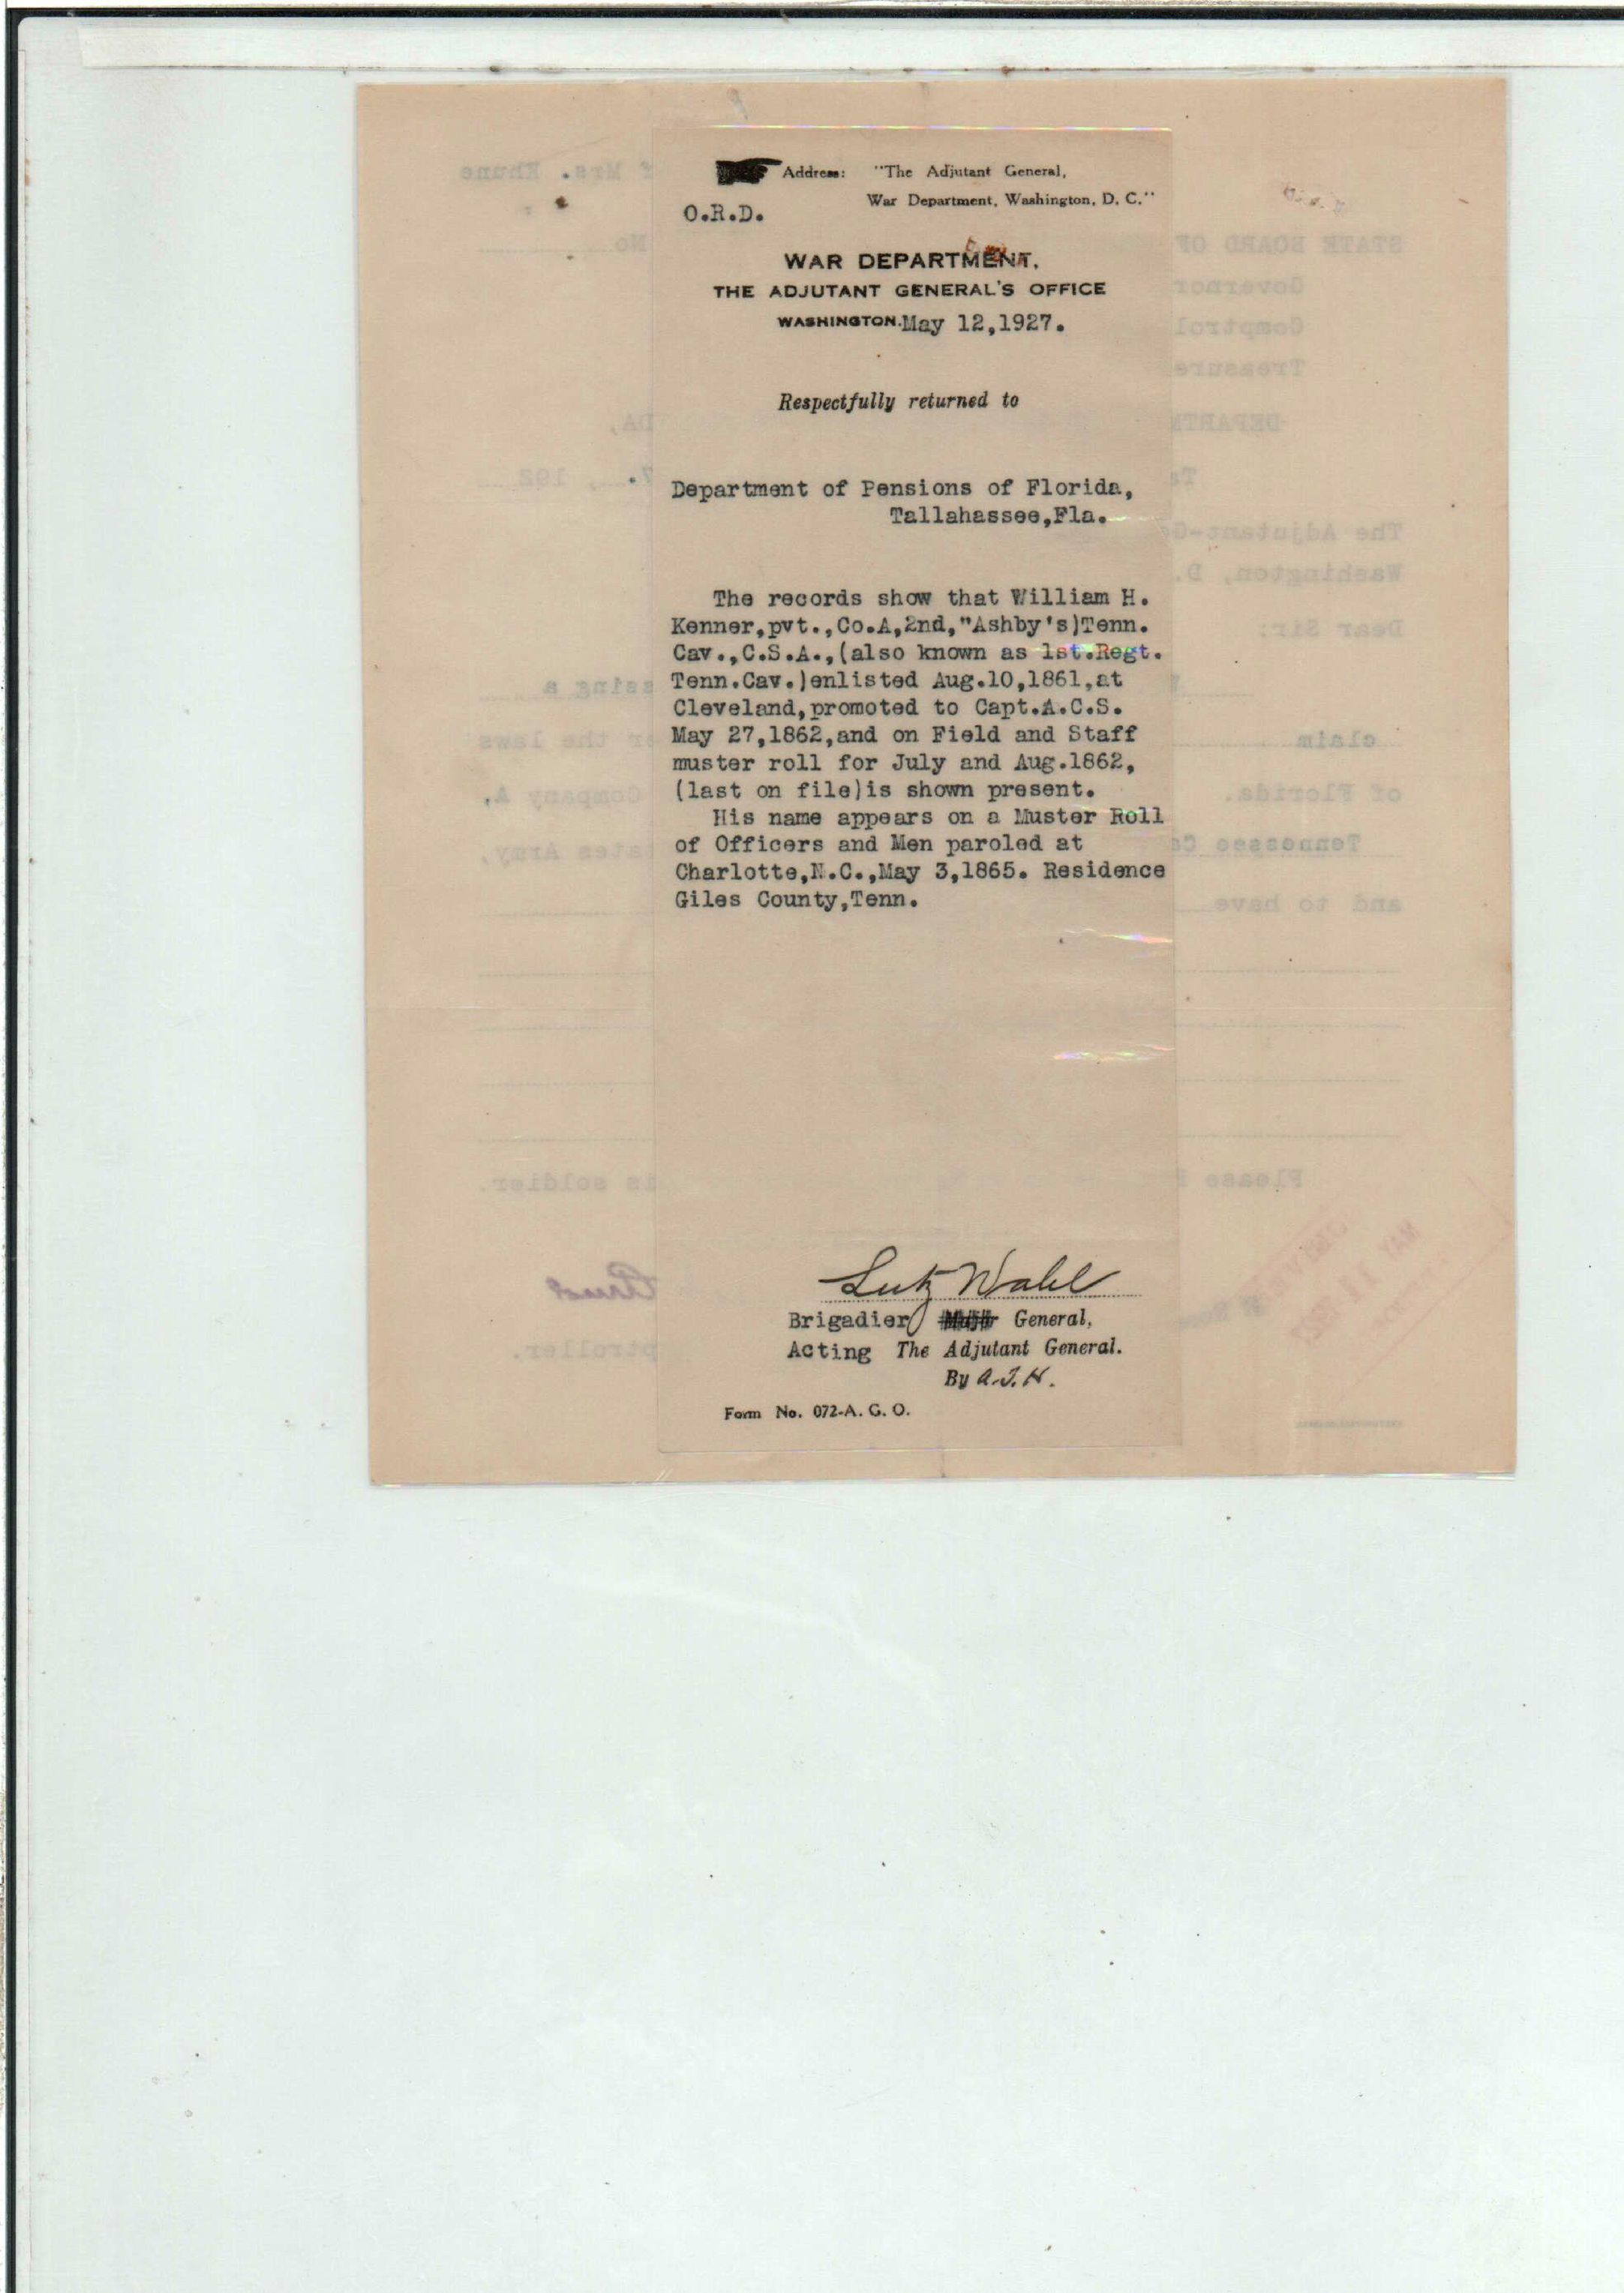 Address: "The Adjutant General,
War Department, Washington, D. C."
O.R.D.
WAR DEPARTMENT,
THE ADJUTANT GENERAL'S OFFICE
WASHINGTON. May 12,1927.
Respectfully returned to
Department of Pensions of Florida,
Tallahassee,Fla.
The records show that William H.
Kenner,pvt.,Co.A,2nd,"Ashby's)Tenn.
Cav.,C.S.A.,(also known as 1st.Regt.
Tenn.Cav.)enlisted Aug.10,1861,at
Cleveland,promoted to Capt.A.C.S.
May 27,1862,and on Field and Staff
muster roll for July and Aug.1862,
(last on file)is shown present.
His name appears on a Muster Roll
of Officers and Men paroled at
Charlotte,N.C.,May 3,1865. Residence
Giles County,Tenn.
Lutz Wahl
Brigadier General,
Acting The Adjutant General.
By A.J.H.
Form No. 072-A. G. O.